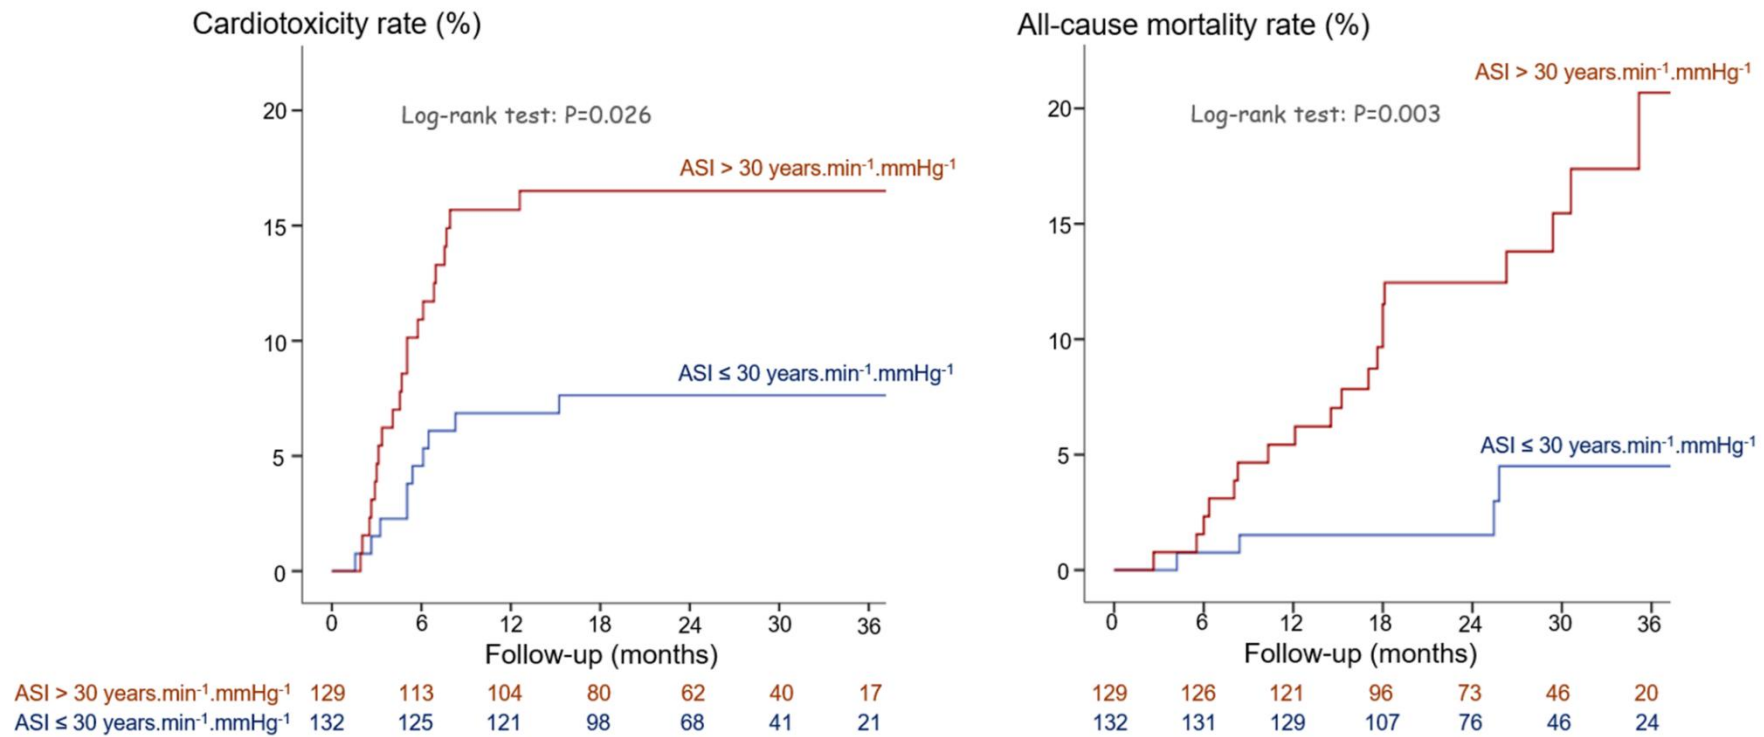 Cardiotoxicity rate (%)
20
15
10
5
0
Log-rank test: P=0.026
ASI > 30 years.min⁻¹.mmHg⁻¹
ASI ≤ 30 years.min⁻¹.mmHg⁻¹
0 6 12 18 24 30 36
Follow-up (months)
ASI > 30 years.min⁻¹.mmHg⁻¹ 129 113 104 80 62 40 17
ASI ≤ 30 years.min⁻¹.mmHg⁻¹ 132 125 121 98 68 41 21
All-cause mortality rate (%)
20
15
10
5
0
ASI > 30 years.min⁻¹.mmHg⁻¹
Log-rank test: P=0.003
ASI ≤ 30 years.min⁻¹.mmHg⁻¹
0 6 12 18 24 30 36
Follow-up (months)
129 126 121 96 73 46 20
132 131 129 107 76 46 24